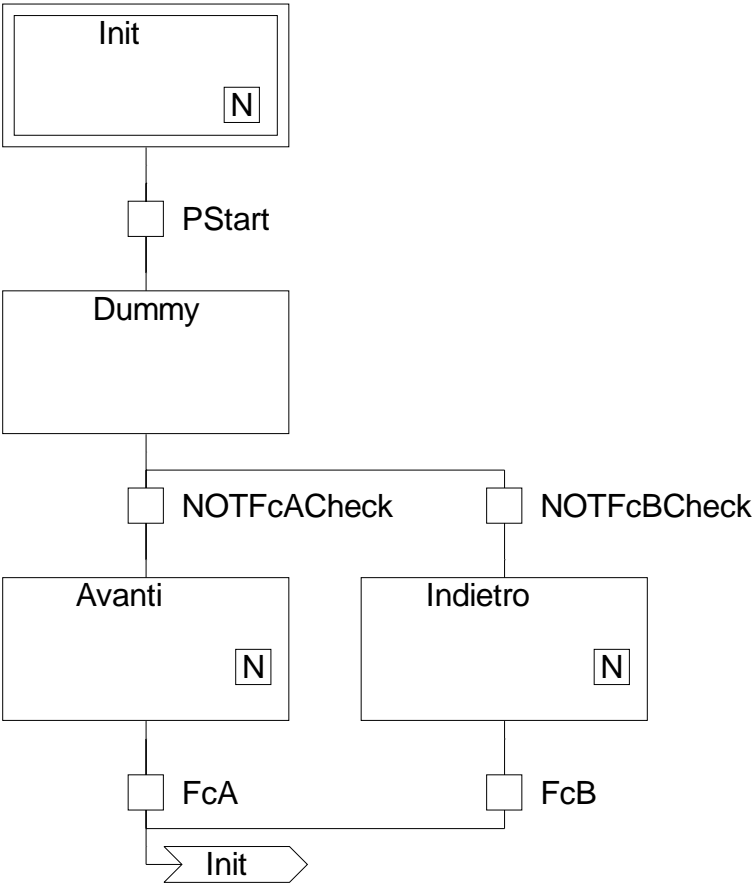 Init
N
PStart
Dummy
NOTFcACheck
NOTFcBCheck
Avanti
Indietro
N
N
FcA
FcB
Init